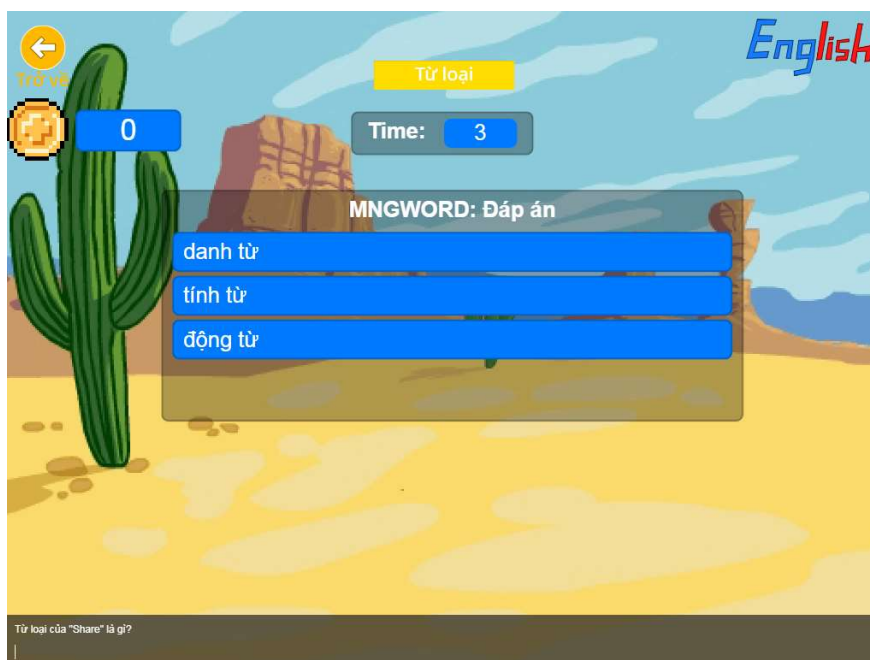 English
Trở về
Từ loại
0
Time: 3
MNGWORD: Đáp án
danh từ
tính từ
động từ
Từ loại của "Share" là gì?